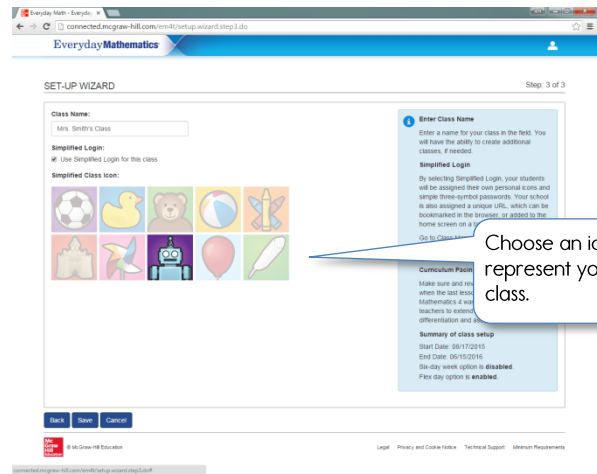 Everyday Math - Everyday
connected.mcgraw-hill.com/em4t/setup.wizard.step3.do
EverydayMathematics
SET-UP WIZARD
Step: 3 of 3
Class Name:
Mrs. Smith's Class
Simplified Login:
Use Simplified Login for this class
Simplified Class Icon:
Enter Class Name
Enter a name for your class in the field. You
will have the ability to create additional
classes, if needed.
Simplified Login
By selecting Simplified Login, your students
will be assigned their own personal icons and
simple three-symbol passwords. Your school
is also assigned a unique URL, which can be
bookmarked in the browser, or added to the
home screen on a
Go to Class
Curriculum Pacin
Make sure and rev
when the last lesso
Mathematics 4 wa
teachers to extend
differentiation and as
Summary of class setup
Start Date: 08/17/2015
End Date: 06/15/2016
Six-day week option is disabled.
Flex day option is enabled.
Choose an ic
represent yo
class.
Back
Save
Cancel
Mc
Graw
Hill
Education
© McGraw-Hill Education
Legal
Privacy and Cookie Notice
Technical Support
Minimum Requirements
connected.mcgraw-hill.com/em4t/setup.wizard.step3.do#